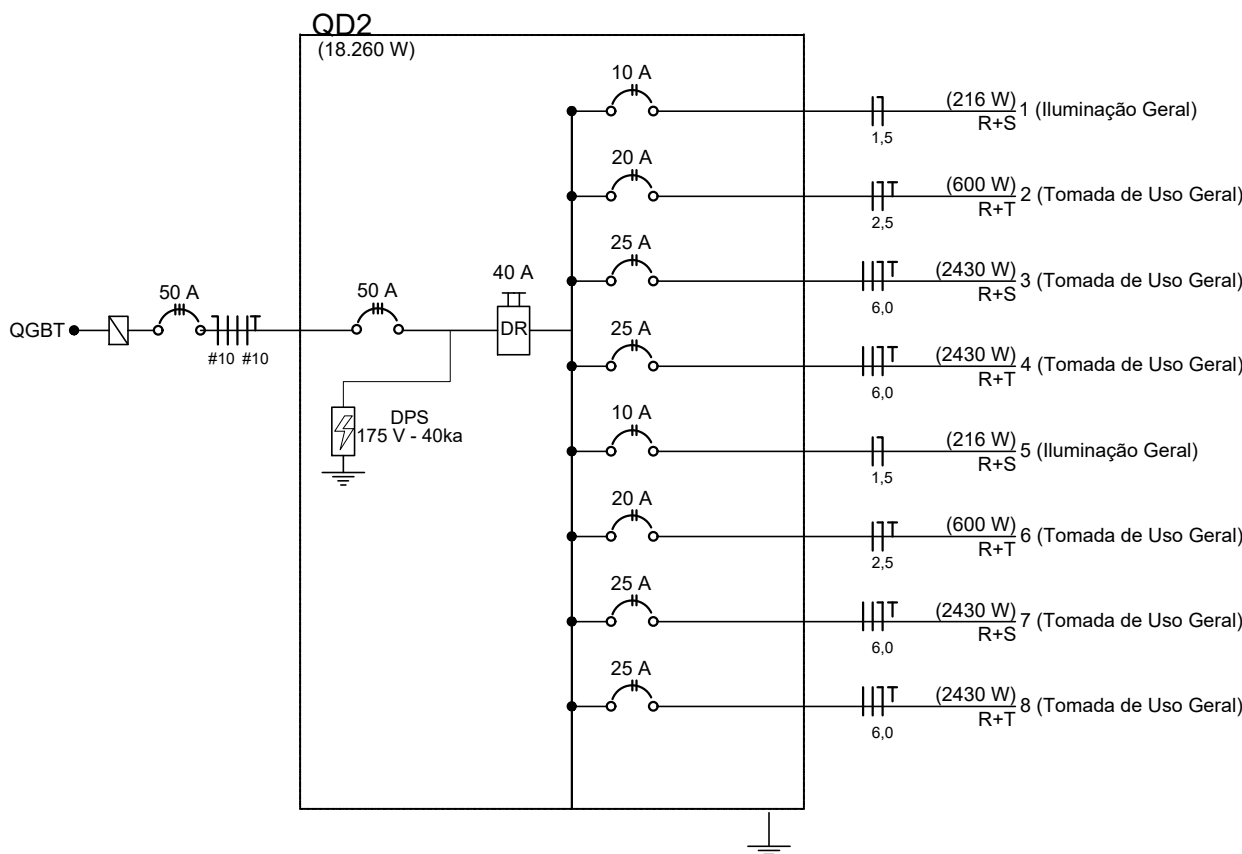 QD2
(18.260 W)
10 A
(216 W)
1 (Iluminação Geral)
R+S
1,5
20 A
(600 W)
2 (Tomada de Uso Geral)
R+T
T
2,5
25 A
(2430 W)
3 (Tomada de Uso Geral)
R+S
T
6,0
QGBT
50 A
#10 #10
T
50 A
40 A
DR
DPS
175 V - 40ka
25 A
(2430 W)
4 (Tomada de Uso Geral)
R+T
T
6,0
10 A
(216 W)
5 (Iluminação Geral)
R+S
1,5
20 A
(600 W)
6 (Tomada de Uso Geral)
R+T
T
2,5
25 A
(2430 W)
7 (Tomada de Uso Geral)
R+S
T
6,0
25 A
(2430 W)
8 (Tomada de Uso Geral)
R+T
T
6,0